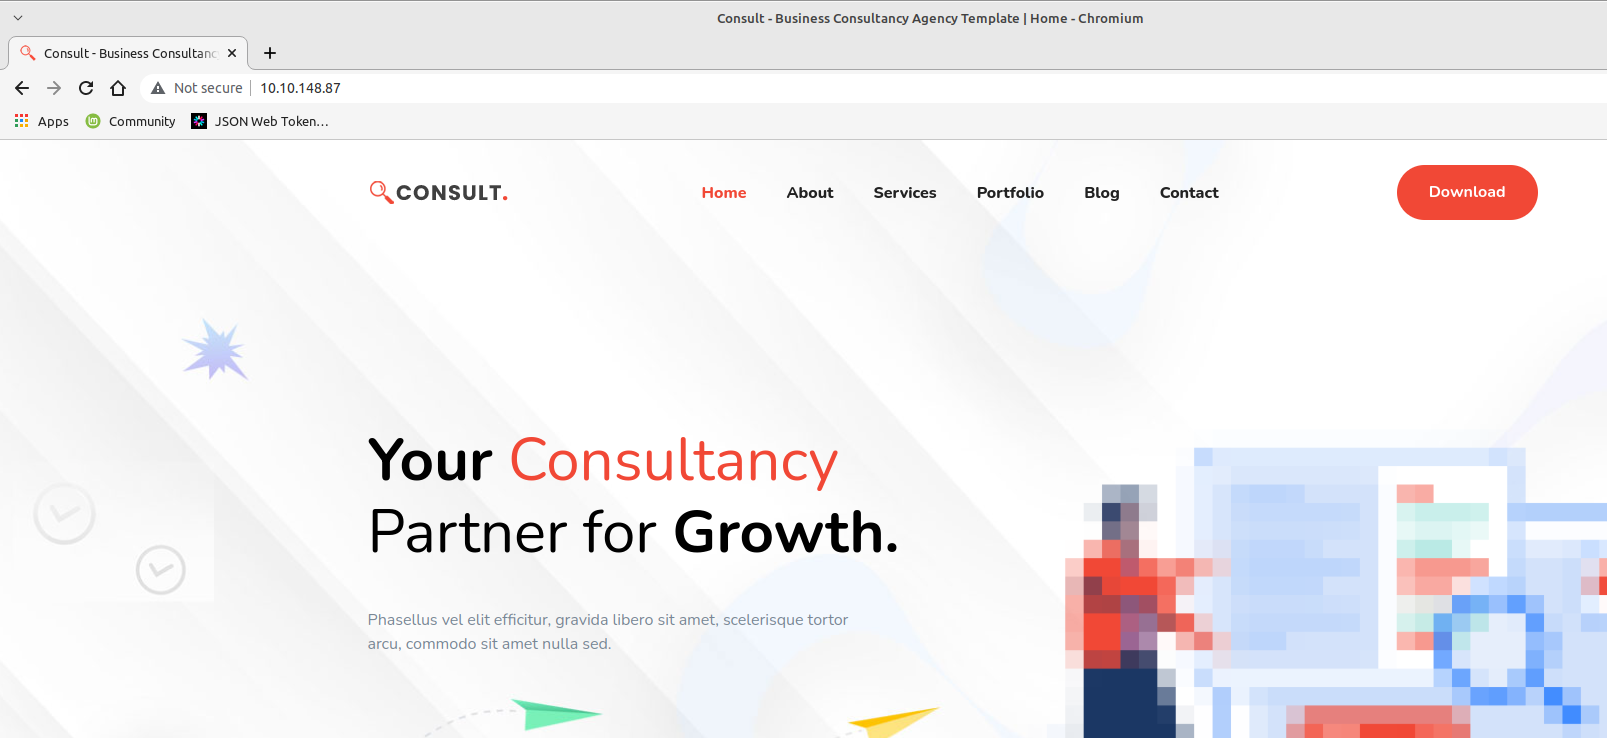 Consult - Business Consultancy Agency Template | Home - Chromium
Consult - Business Consultanc
Not secure 10.10.148.87
Apps Community JSON Web Token...
CONSULT. Home About Services Portfolio Blog Contact Download
Your Consultancy
Partner for Growth.
Phasellus vel elit efficitur, gravida libero sit amet, scelerisque tortor
arcu, commodo sit amet nulla sed.